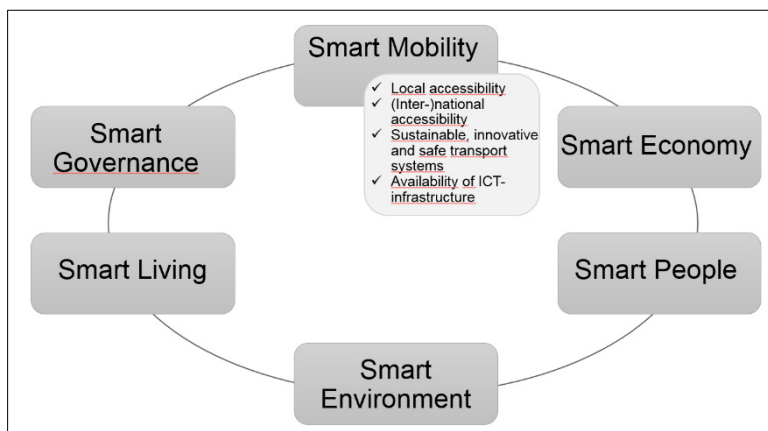 Smart Mobility
✓ Local accessibility
✓ (Inter-)national
accessibility
✓ Sustainable, innovative
and safe transport
systems
✓ Availability of ICT-
infrastructure
Smart
Governance
Smart Economy
Smart Living
Smart People
Smart
Environment